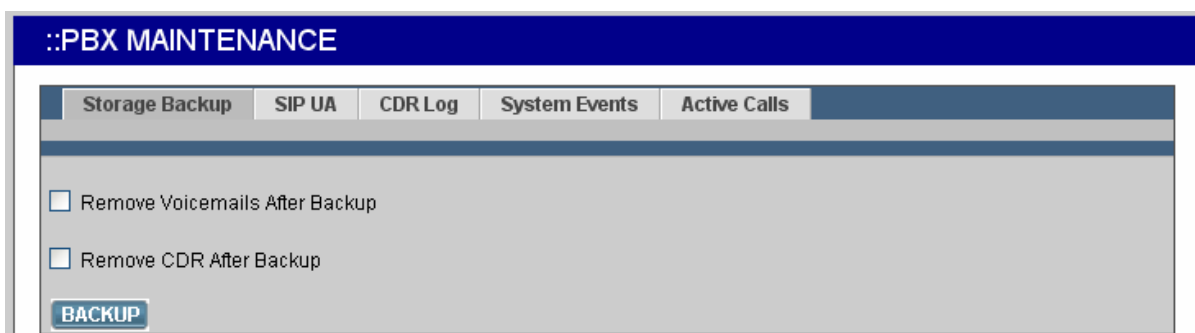 ::PBX MAINTENANCE
Storage Backup SIP UA CDR Log System Events Active Calls
Remove Voicemails After Backup
Remove CDR After Backup
BACKUP